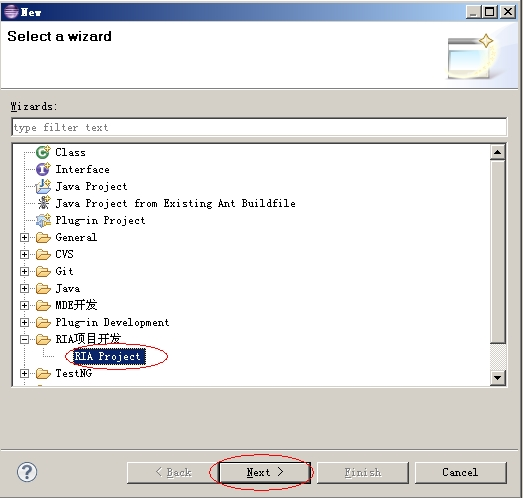 New
Select a wizard
Wizards:
type filter text
Class
Interface
Java Project
Java Project from Existing Ant Buildfile
Plug-in Project
General
CVS
Git
Java
MDE开发
Plug-in Development
RIA项目开发
RIA Project
TestNG
< Back Next > Finish Cancel